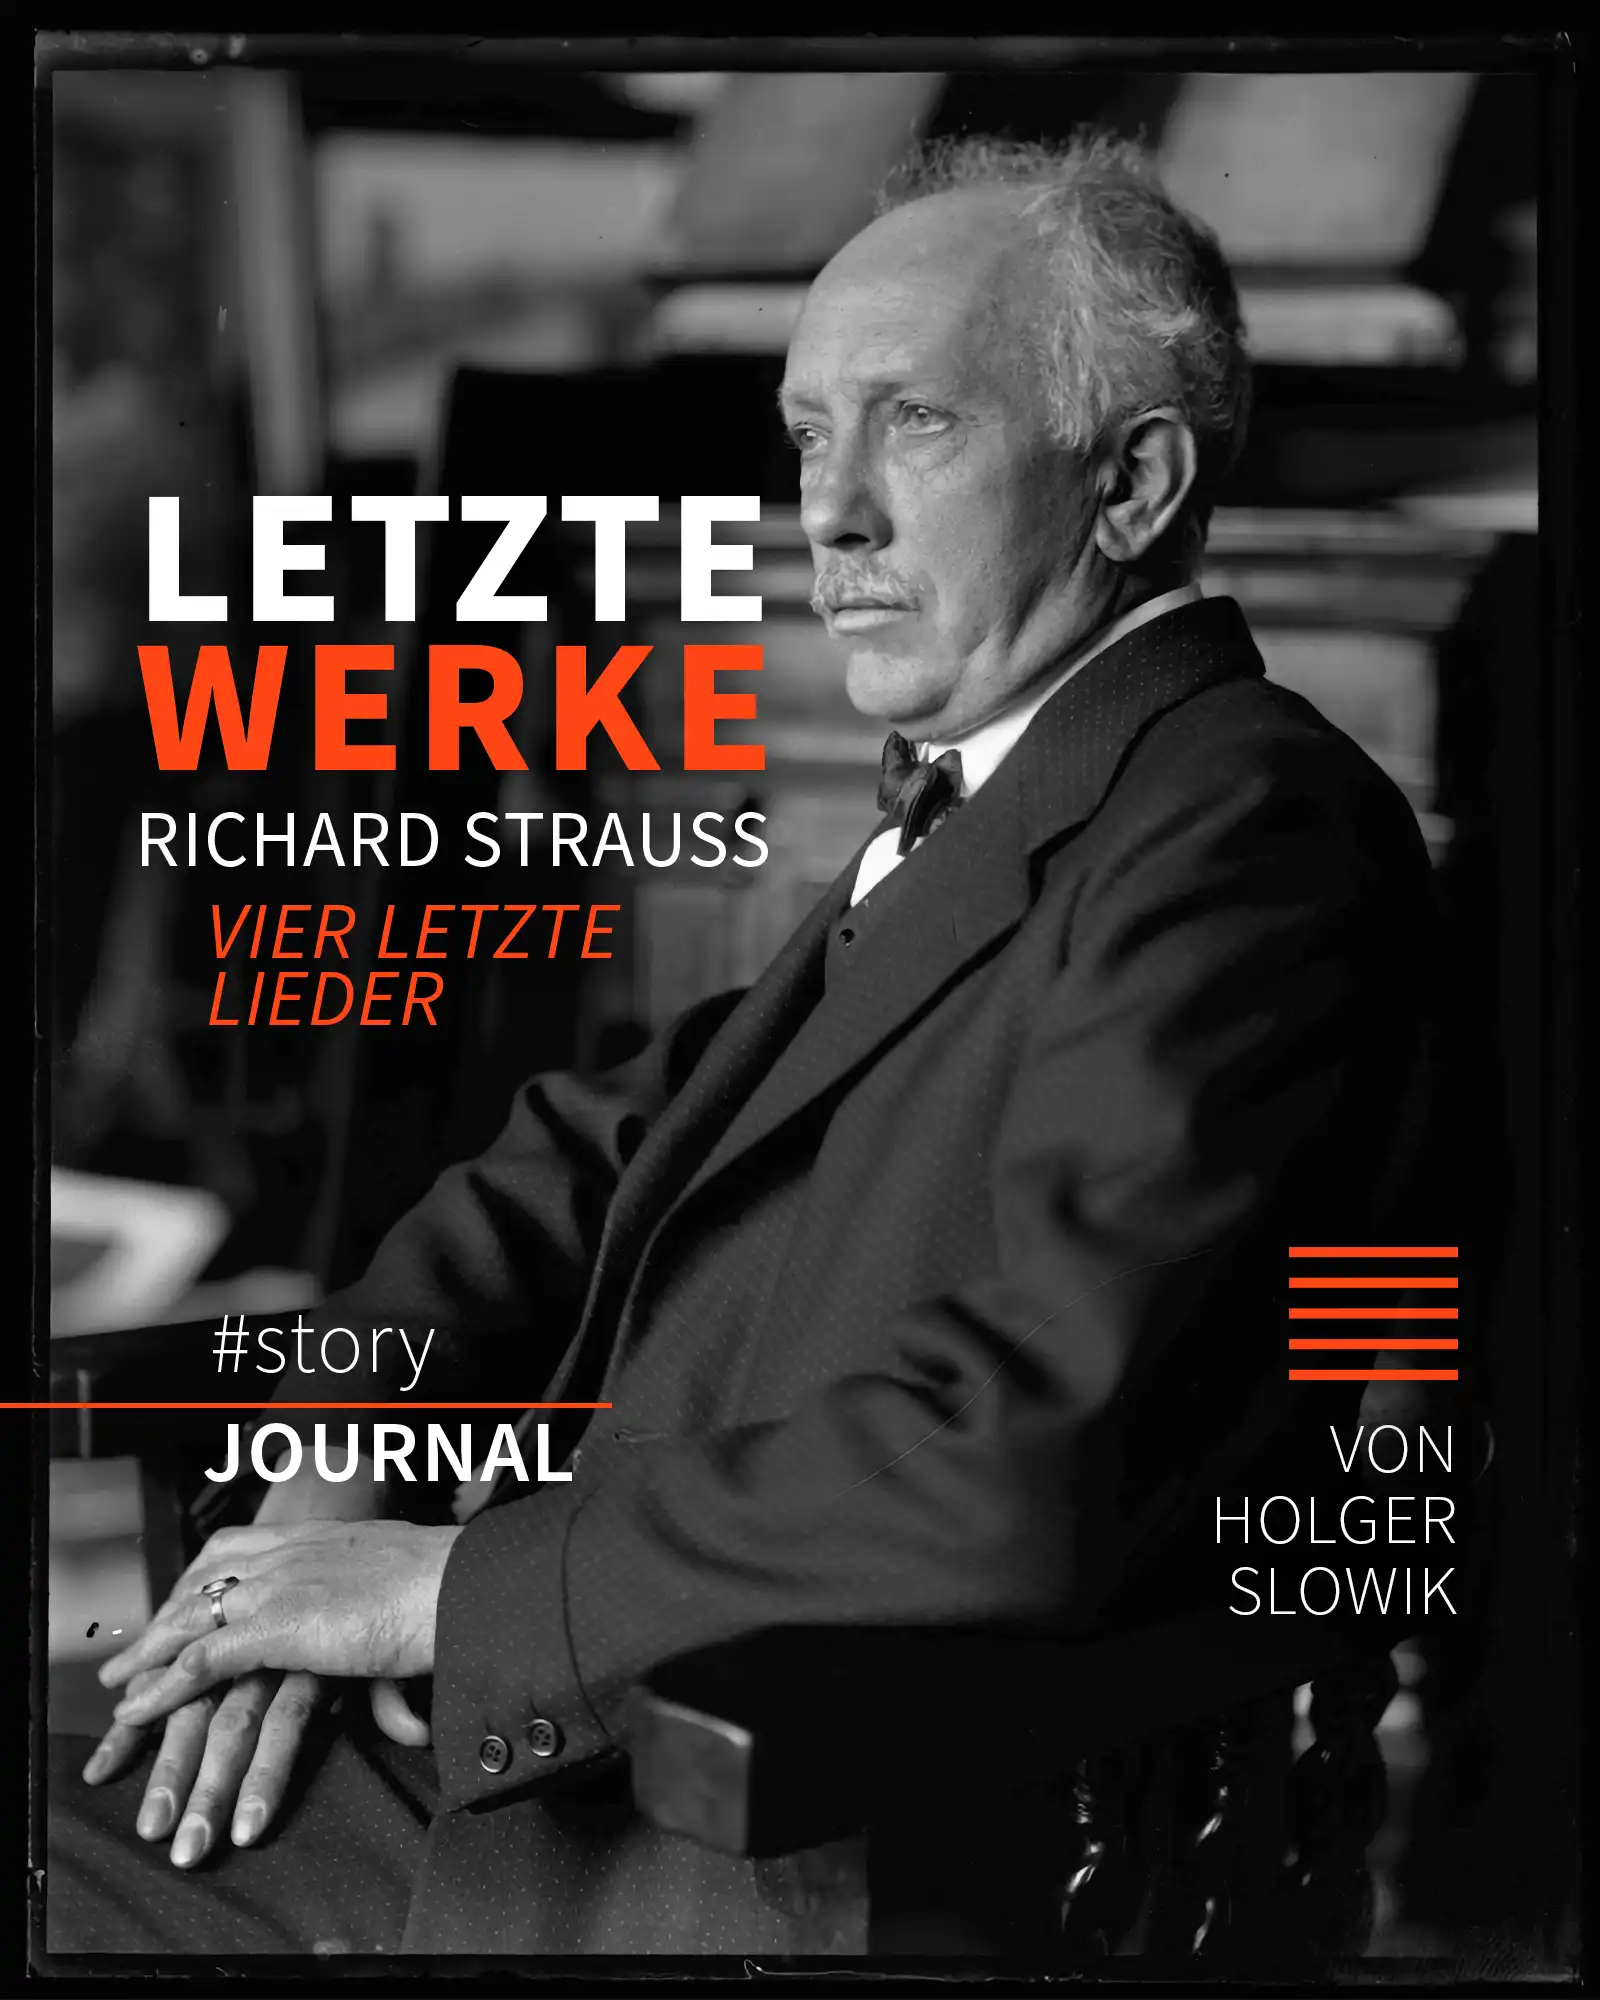 LETZTE
WERKE
RICHARD STRAUSS
VIER LETZTE
LIEDER
#story
JOURNAL
VON
HOLGER
SLOWIK